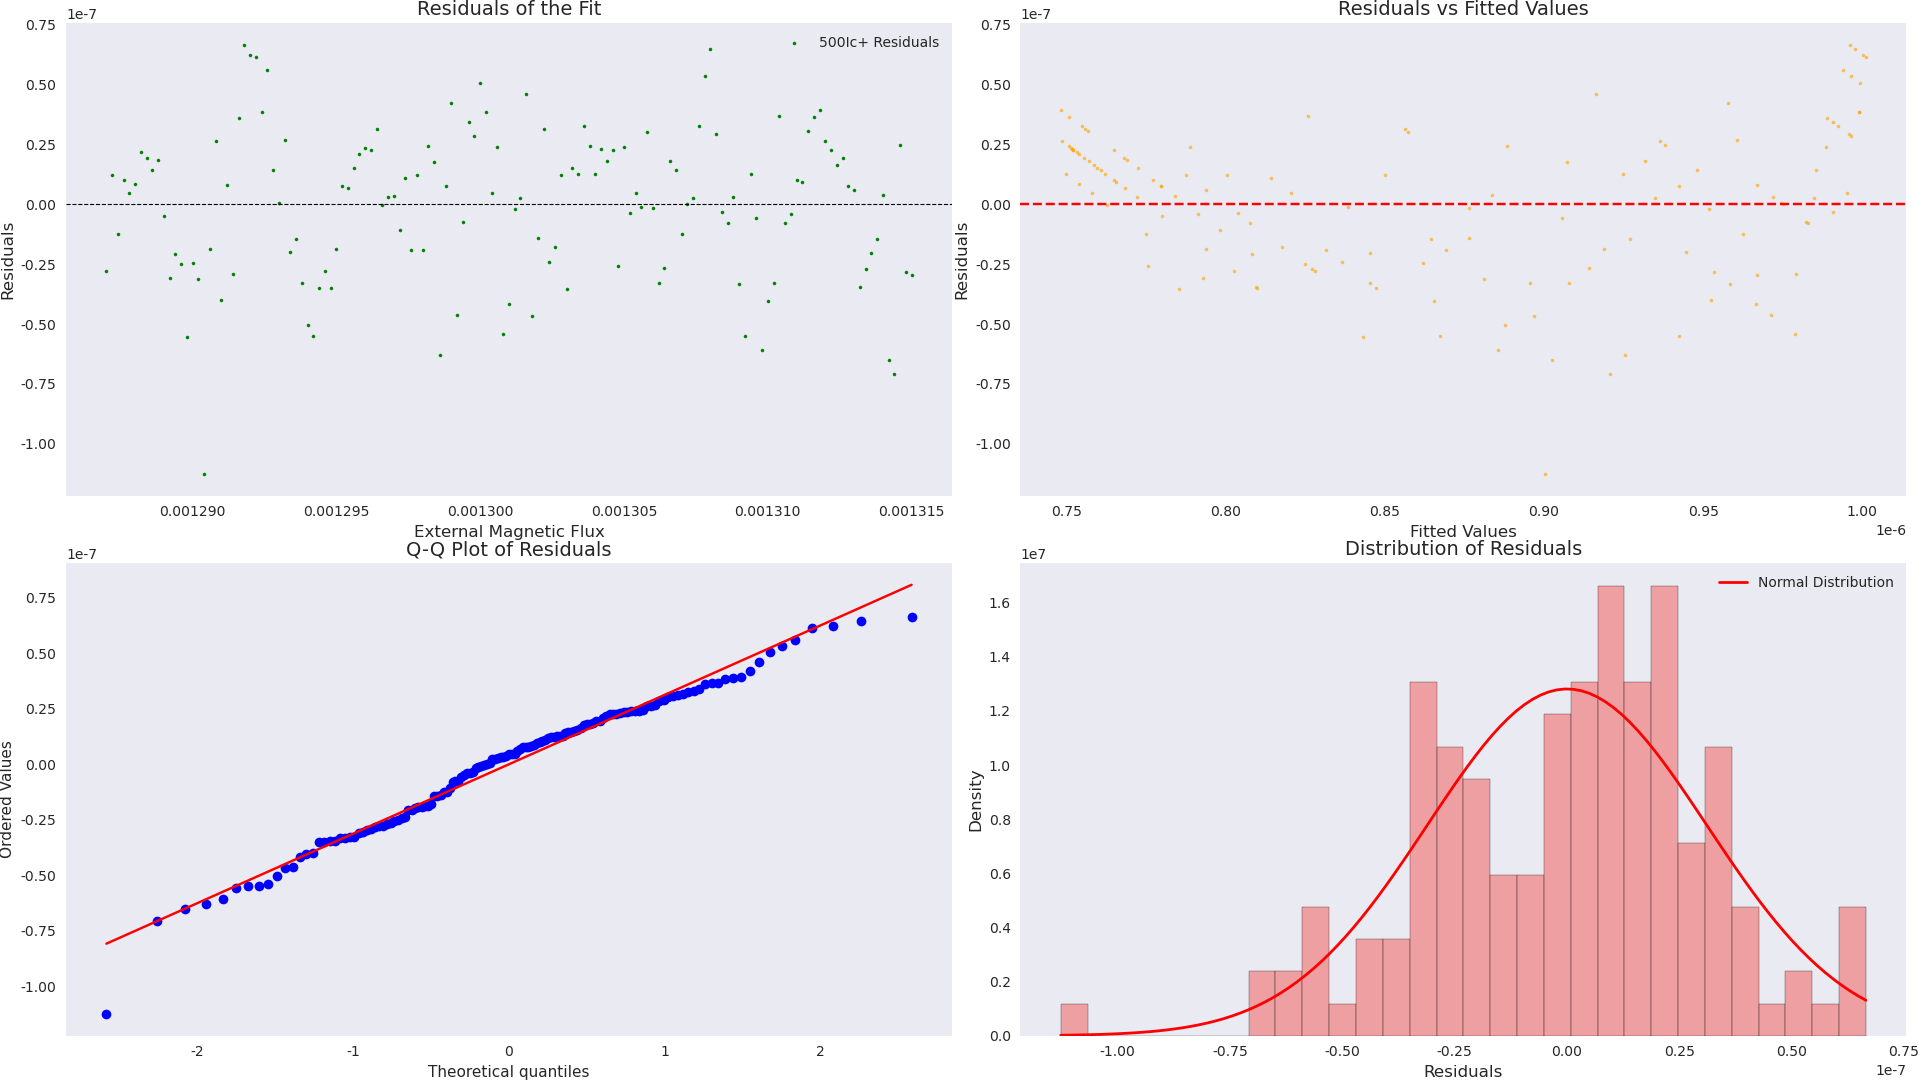 Residuals of the Fit
1e-7
0.75
0.50
0.25
0.00
-0.25
-0.50
-0.75
-1.00
Residuals
500Ic+ Residuals
0.001290 0.001295 0.001300 0.001305 0.001310 0.001315
External Magnetic Flux
Residuals vs Fitted Values
1e-7
0.75
0.50
0.25
0.00
-0.25
-0.50
-0.75
-1.00
Residuals
0.75 0.80 0.85 0.90 0.95 1.00
1e-6
Fitted Values
Q-Q Plot of Residuals
1e-7
0.75
0.50
0.25
0.00
-0.25
-0.50
-0.75
-1.00
Ordered Values
-2 -1 0 1 2
Theoretical quantiles
Distribution of Residuals
1e7
1.6
1.4
1.2
1.0
0.8
0.6
0.4
0.2
0.0
Density
Normal Distribution
-1.00 -0.75 -0.50 -0.25 0.00 0.25 0.50 0.75
1e-7
Residuals